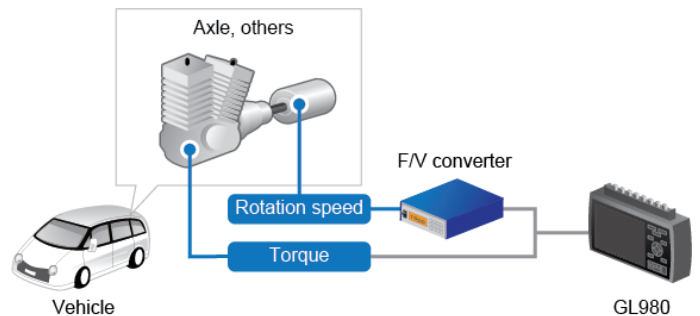 Axle, others
F/V converter
Rotation speed
Torque
Vehicle
GL980